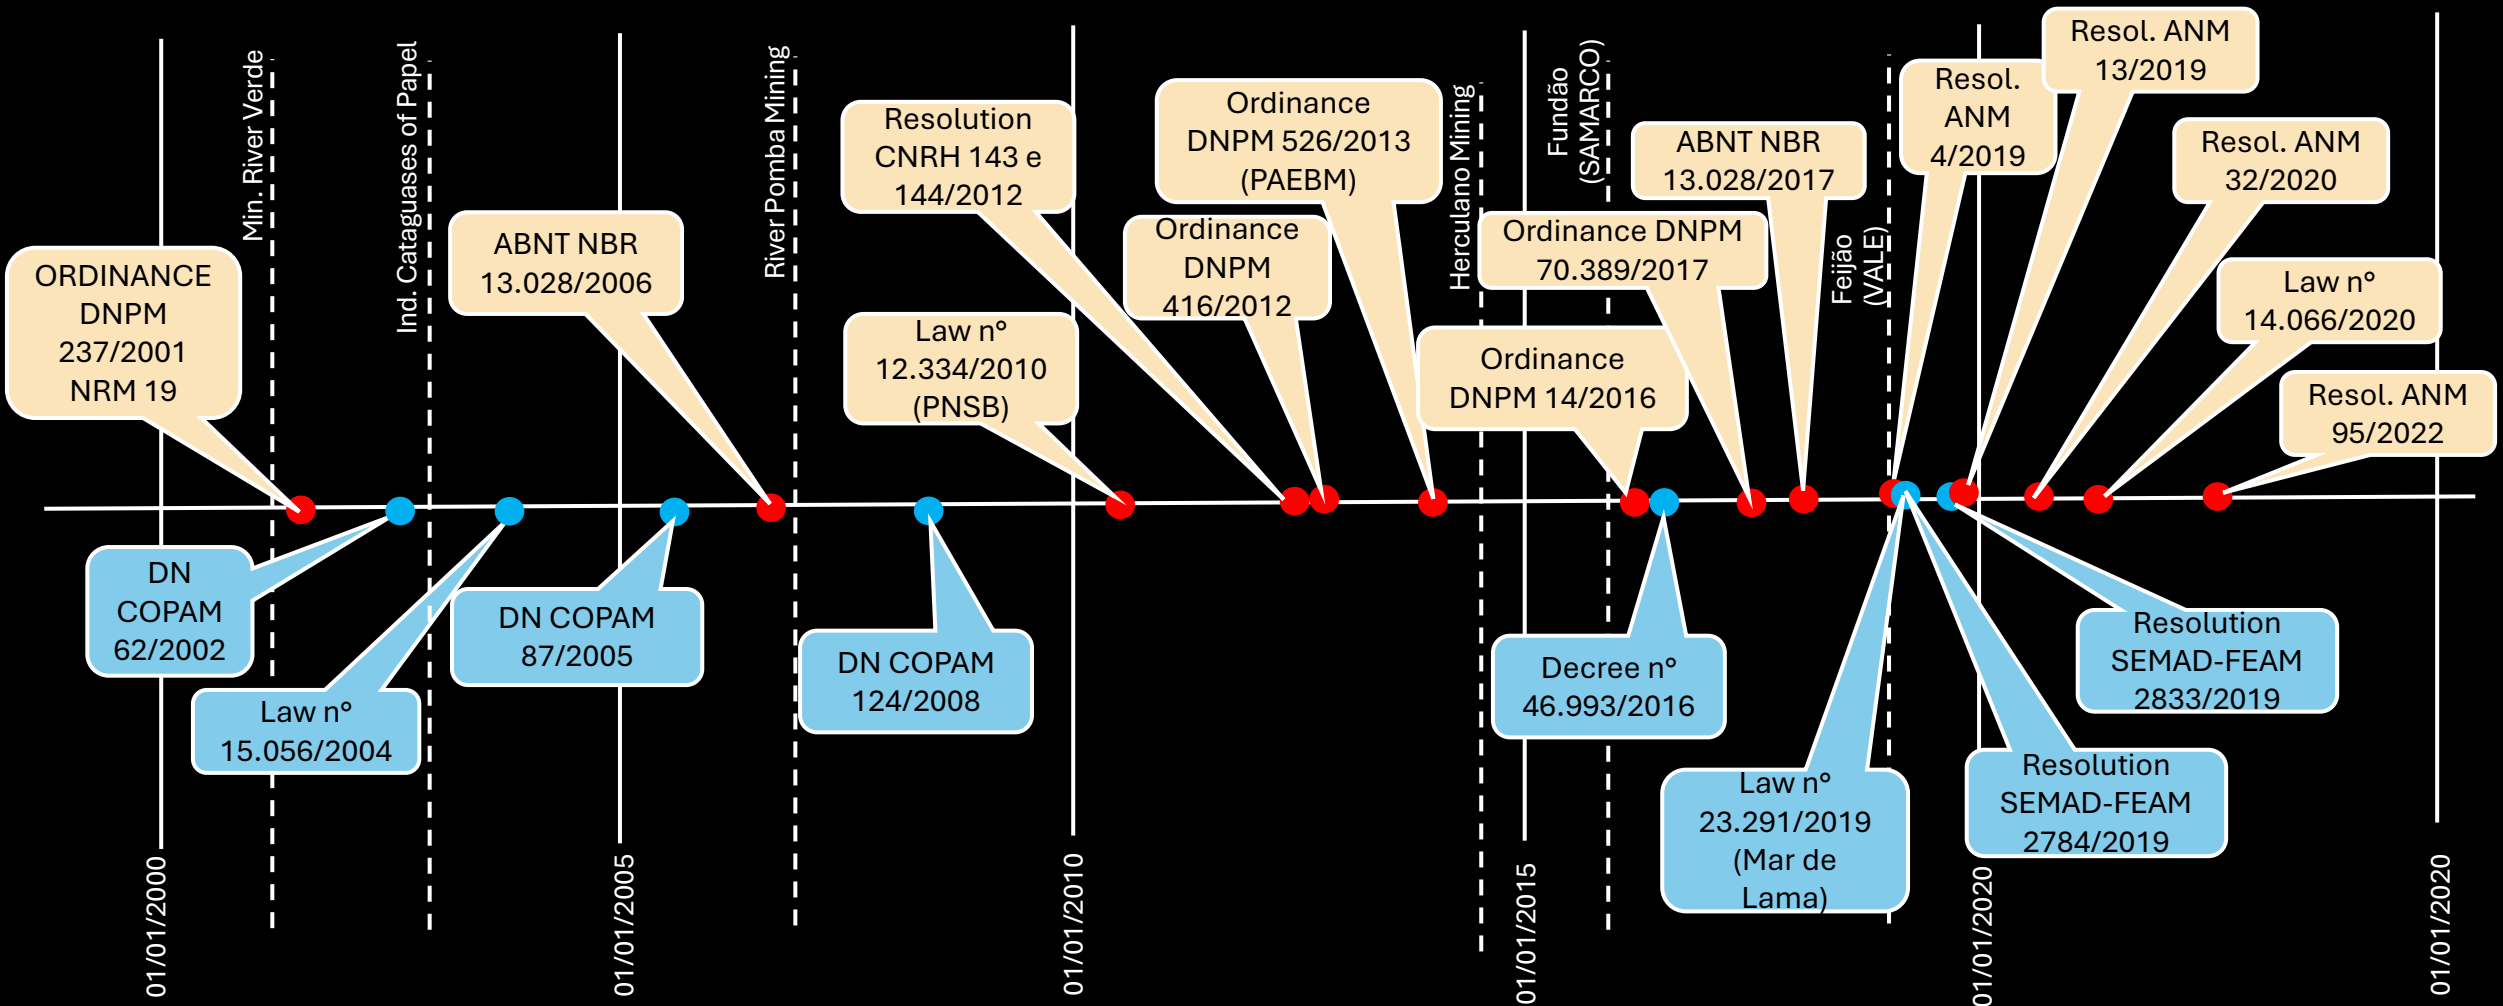 Min. River Verde
Ind. Cataguases of Papel
River Pomba Mining
Herculano Mining
Fundão
(SAMARCO)
Feijão
(VALE)
ORDINANCE
DNPM
237/2001
NRM 19
ABNT NBR
13.028/2006
Resolution
CNRH 143 e
144/2012
Law n°
12.334/2010
(PNSB)
Ordinance
DNPM 526/2013
(PAEBM)
Ordinance
DNPM
416/2012
Ordinance
DNPM 14/2016
Ordinance DNPM
70.389/2017
ABNT NBR
13.028/2017
Resol.
ANM
4/2019
Resol. ANM
13/2019
Resol. ANM
32/2020
Law n°
14.066/2020
Resol. ANM
95/2022
DN
COPAM
62/2002
Law n°
15.056/2004
DN COPAM
87/2005
DN COPAM
124/2008
Decree n°
46.993/2016
Law n°
23.291/2019
(Mar de
Lama)
Resolution
SEMAD-FEAM
2784/2019
Resolution
SEMAD-FEAM
2833/2019
01/01/2000
01/01/2005
01/01/2010
01/01/2015
01/01/2020
01/01/2020